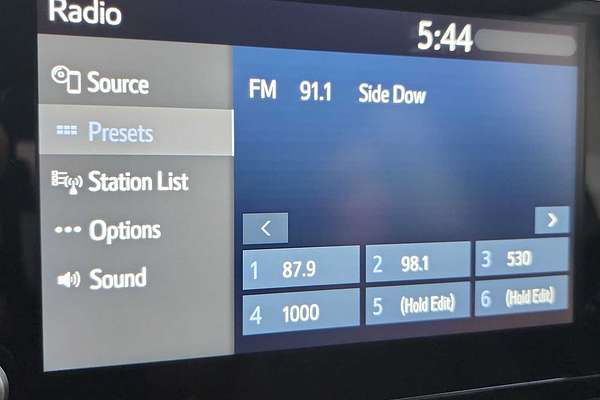 Radio
5:44
Source
Presets
Station List
Options
Sound
FM 91.1 Side Dow
<
>
1 87.9
2 98.1
3 530
4 1000
5 (Hold Edit)
6 (Hold Edit)